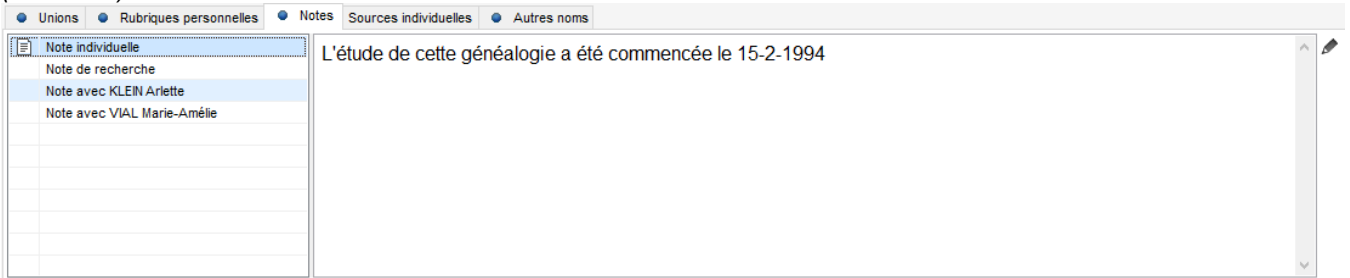 Unions Rubriques personnelles Notes Sources individuelles Autres noms
Note individuelle
Note de recherche
Note avec KLEIN Arlette
Note avec VIAL Marie-Amélie
L'étude de cette généalogie a été commencée le 15-2-1994